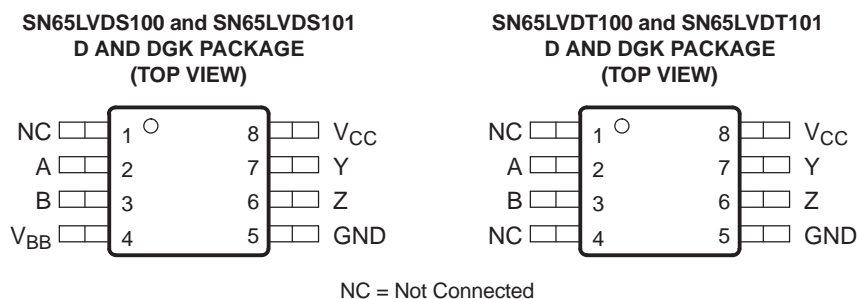 SN65LVDS100 and SN65LVDS101
D AND DGK PACKAGE
(TOP VIEW)
NC 1 8 VCC
A 2 7 Y
B 3 6 Z
VBB 4 5 GND
SN65LVDT100 and SN65LVDT101
D AND DGK PACKAGE
(TOP VIEW)
NC 1 8 VCC
A 2 7 Y
B 3 6 Z
NC 4 5 GND
NC = Not Connected